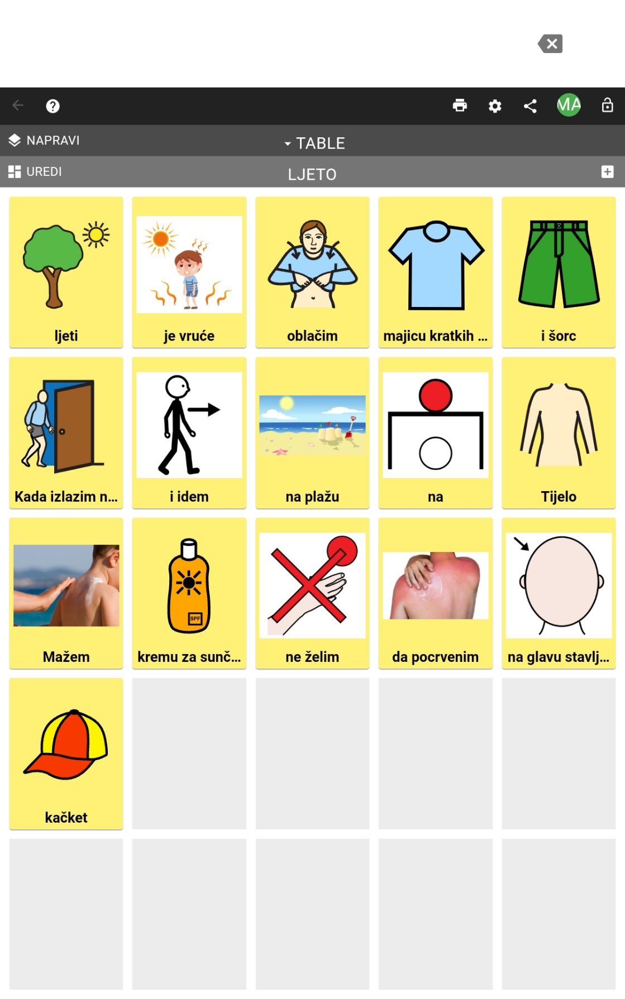 MA
NAPRAVI
TABLE
UREDI
LJETO
ljeti
je vruće
oblačim
majicu kratkih ...
i šorc
Kada izlazim n...
i idem
na plažu
na
Tijelo
Mažem
SPF
kremu za sunč...
ne želim
da pocrvenim
na glavu stavlj...
kačket